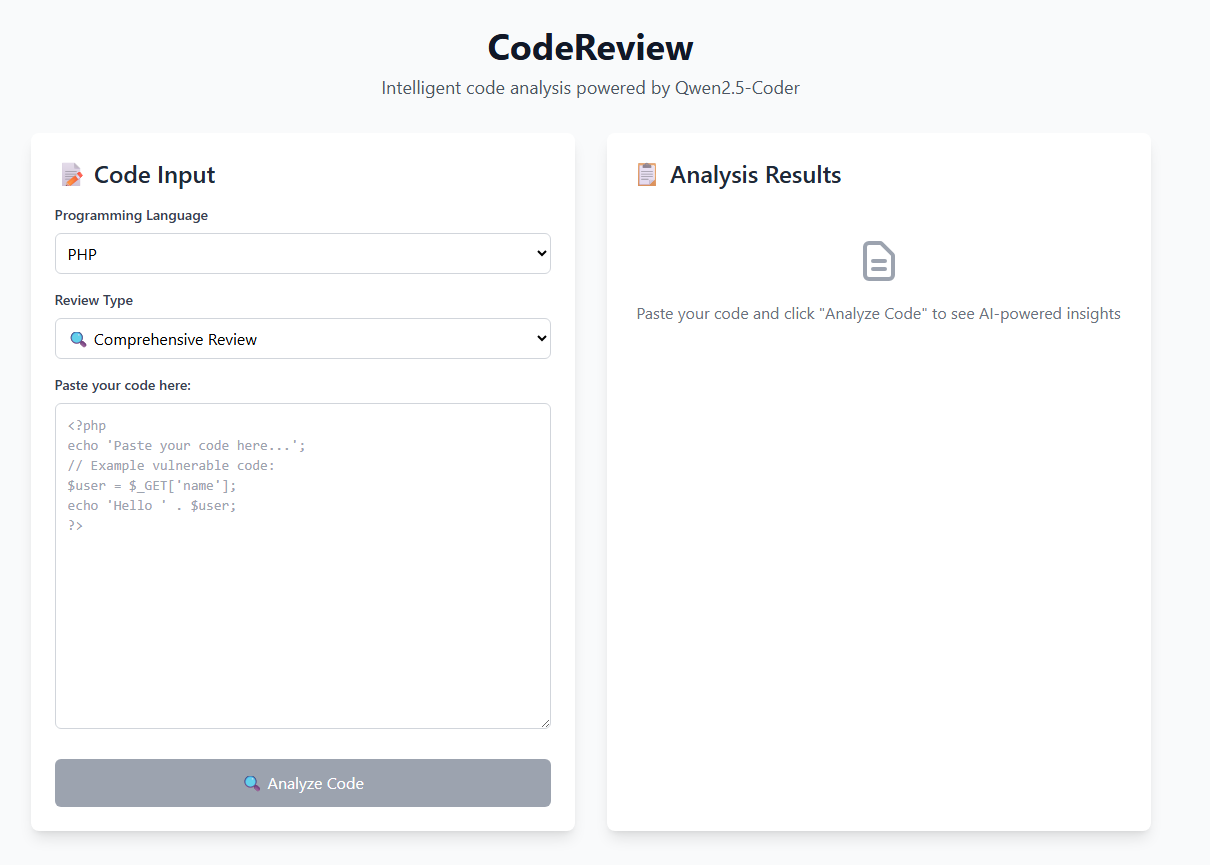 CodeReview
Intelligent code analysis powered by Qwen2.5-Coder
Code Input
Programming Language
PHP
Review Type
Comprehensive Review
Paste your code here:
<?php
echo 'Paste your code here...';
// Example vulnerable code:
$user = $_GET['name'];
echo 'Hello ' . $user;
?>
Analyze Code
Analysis Results
Paste your code and click "Analyze Code" to see AI-powered insights